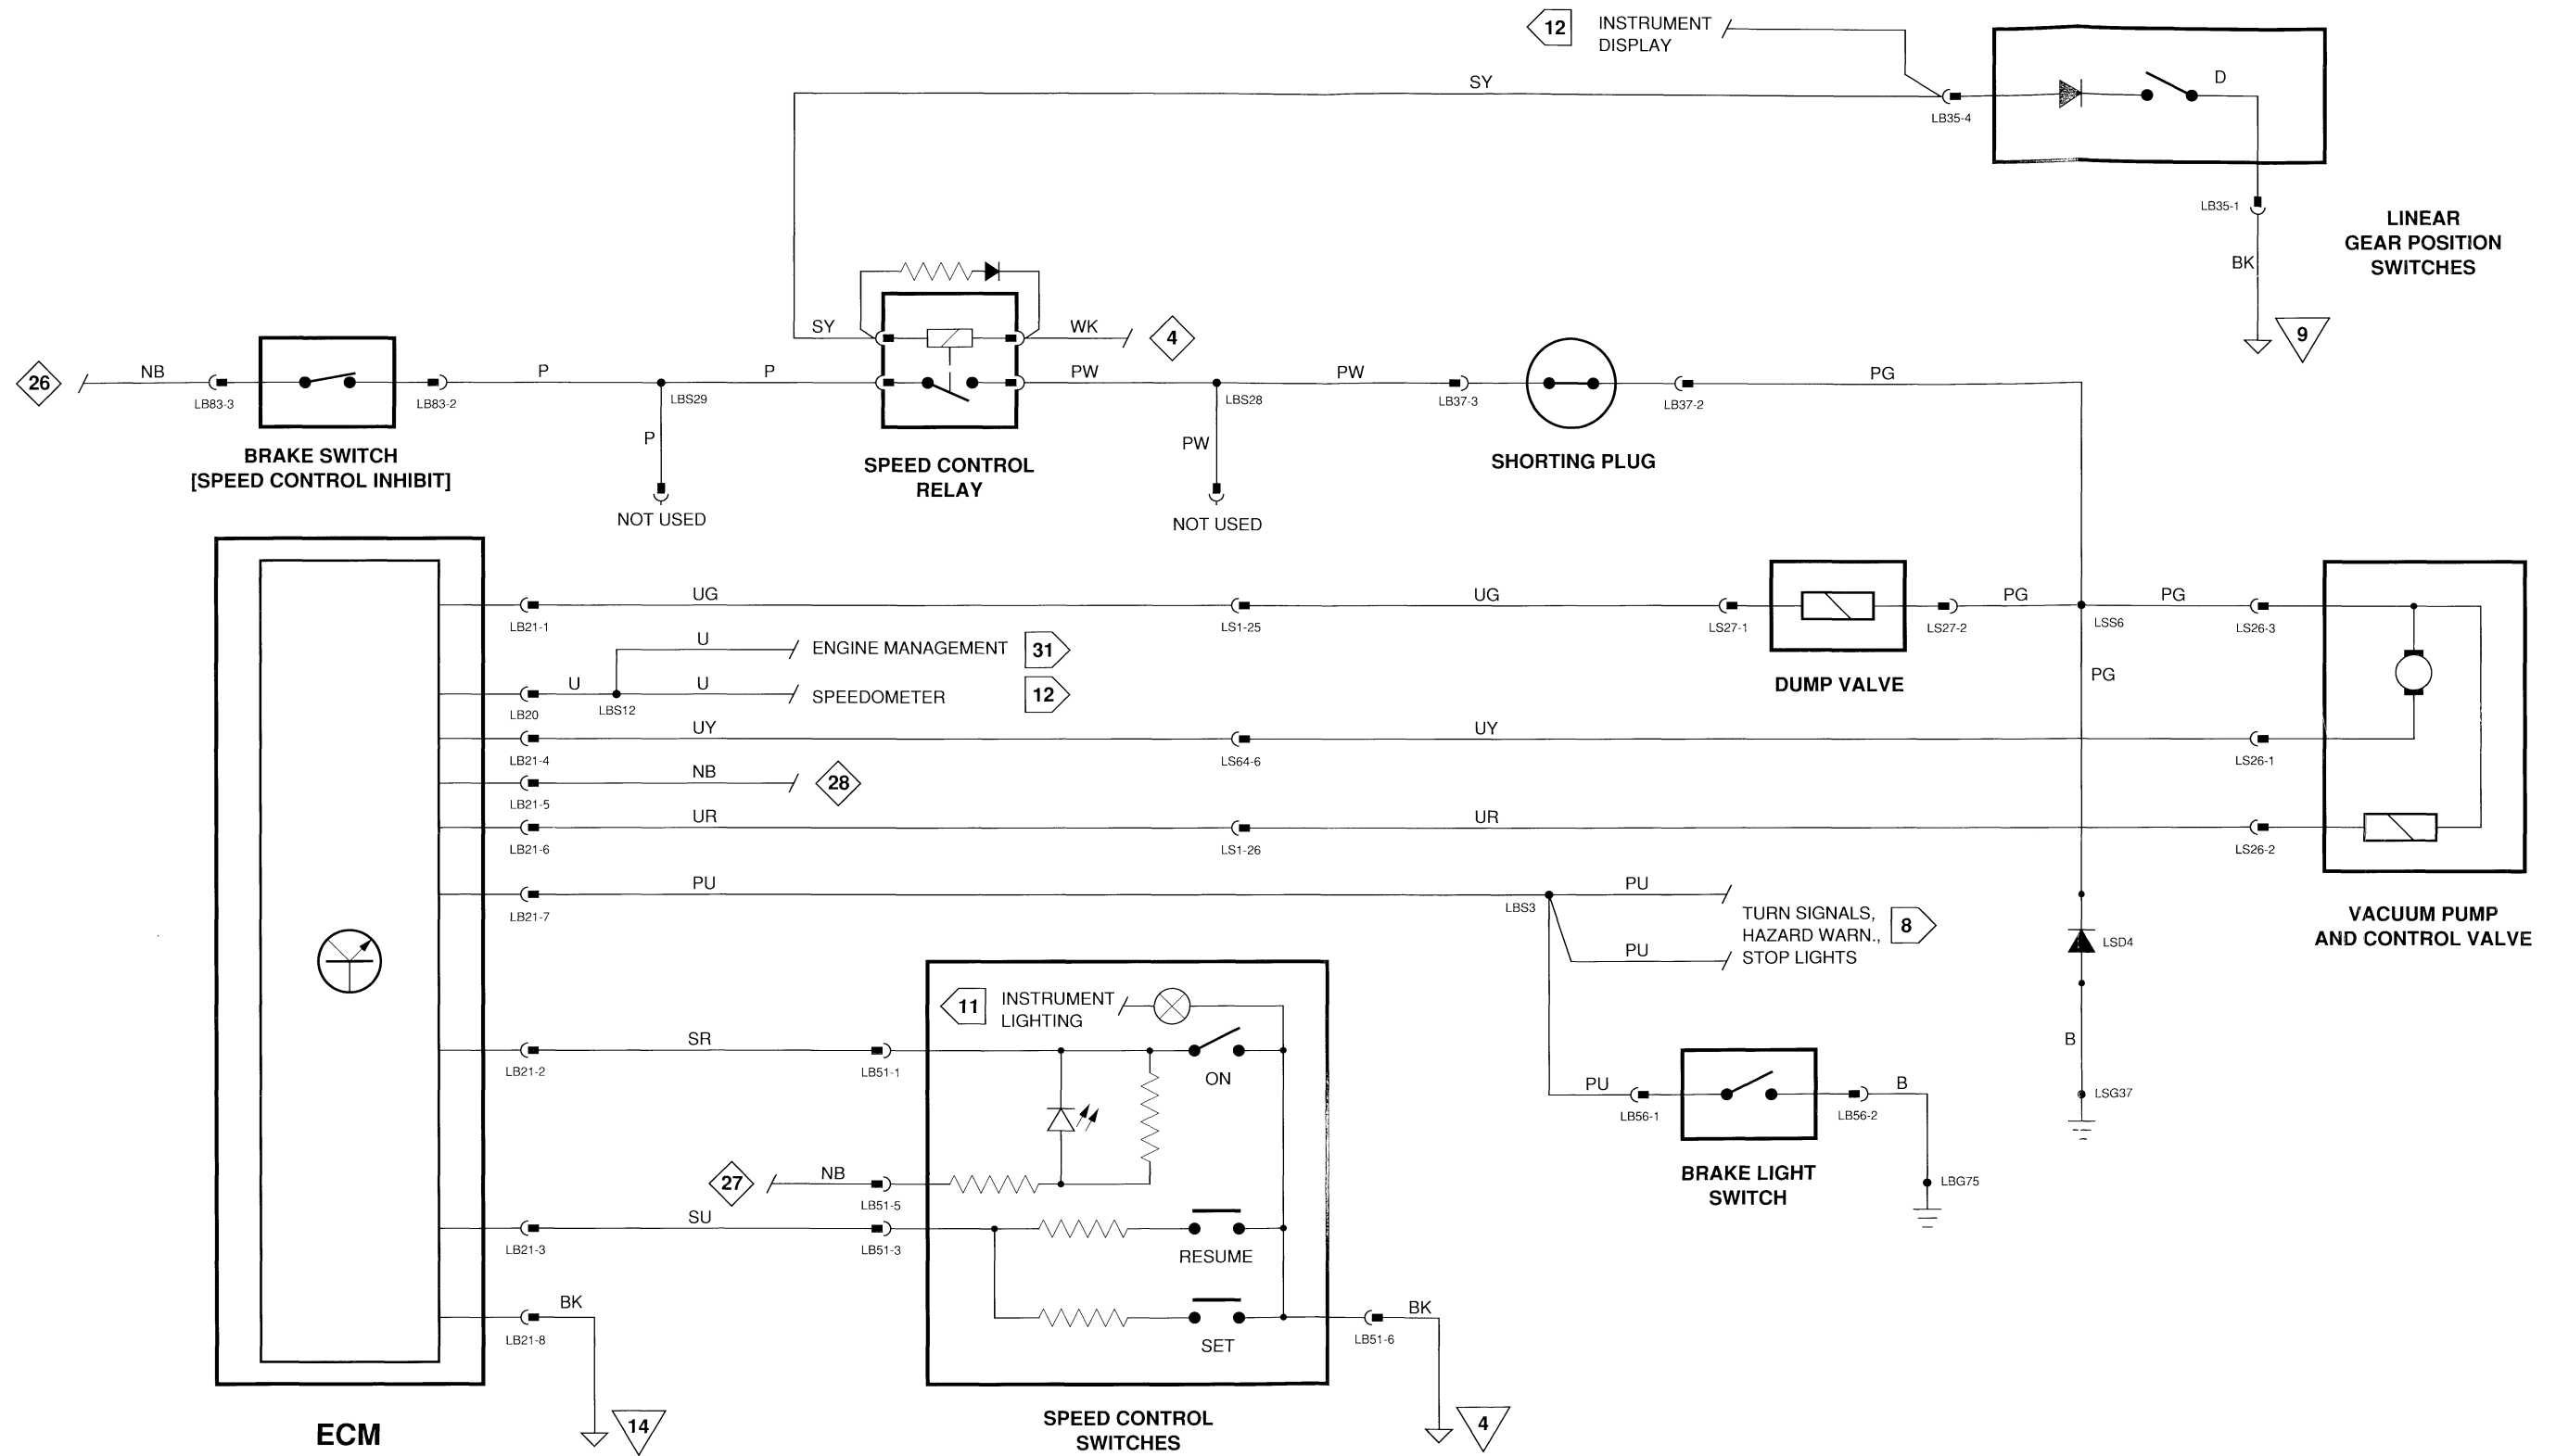 12
INSTRUMENT
DISPLAY
SY
LB35-4
D
LB35-1
BK
9
LINEAR
GEAR POSITION
SWITCHES
SY
WK
4
26
NB
LB83-3
LB83-2
BRAKE SWITCH
[SPEED CONTROL INHIBIT]
P
LBS29
P
P
NOT USED
SPEED CONTROL
RELAY
PW
LBS28
PW
NOT USED
PW
LB37-3
SHORTING PLUG
LB37-2
PG
UG
LB21-1
LS1-25
UG
LS27-1
DUMP VALVE
LS27-2
PG
LSS6
PG
LS26-3
PG
U
ENGINE MANAGEMENT
31
U
LB20
LBS12
U
SPEEDOMETER
12
UY
LB21-4
LS64-6
UY
LS26-1
NB
28
LB21-5
UR
LB21-6
LS1-26
UR
LS26-2
VACUUM PUMP
AND CONTROL VALVE
PU
LB21-7
LBS3
PU
PU
TURN SIGNALS,
HAZARD WARN.,
STOP LIGHTS
8
LSD4
B
LSG37
11
INSTRUMENT
LIGHTING
SR
LB21-2
LB51-1
ON
PU
LB56-1
LB56-2
B
BRAKE LIGHT
SWITCH
LBG75
27
NB
LB51-5
SU
LB21-3
LB51-3
RESUME
BK
LB21-8
SET
LB51-6
BK
14
4
ECM
SPEED CONTROL
SWITCHES